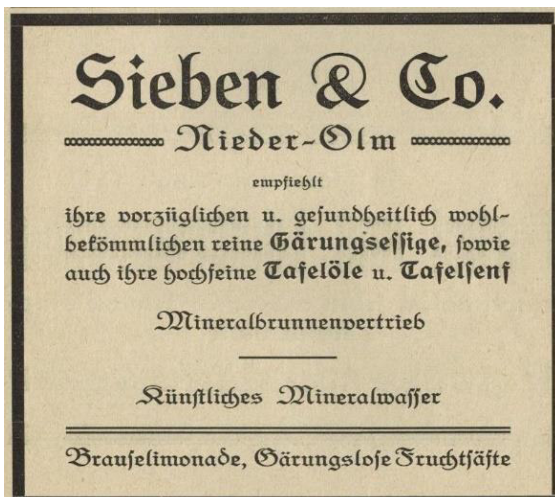 Sieben & Co.
Nieder-Olm
empfiehlt
ihre vorzüglichen u. gesundheitlich wohl-
bekömmlichen reine Gärungsessige, sowie
auch ihre hochfeine Tafelöle u. Tafelsenf
Mineralbrunnenvertrieb
Künstliches Mineralwasser
Brauselimonade, Gärungslose Fruchtsäfte